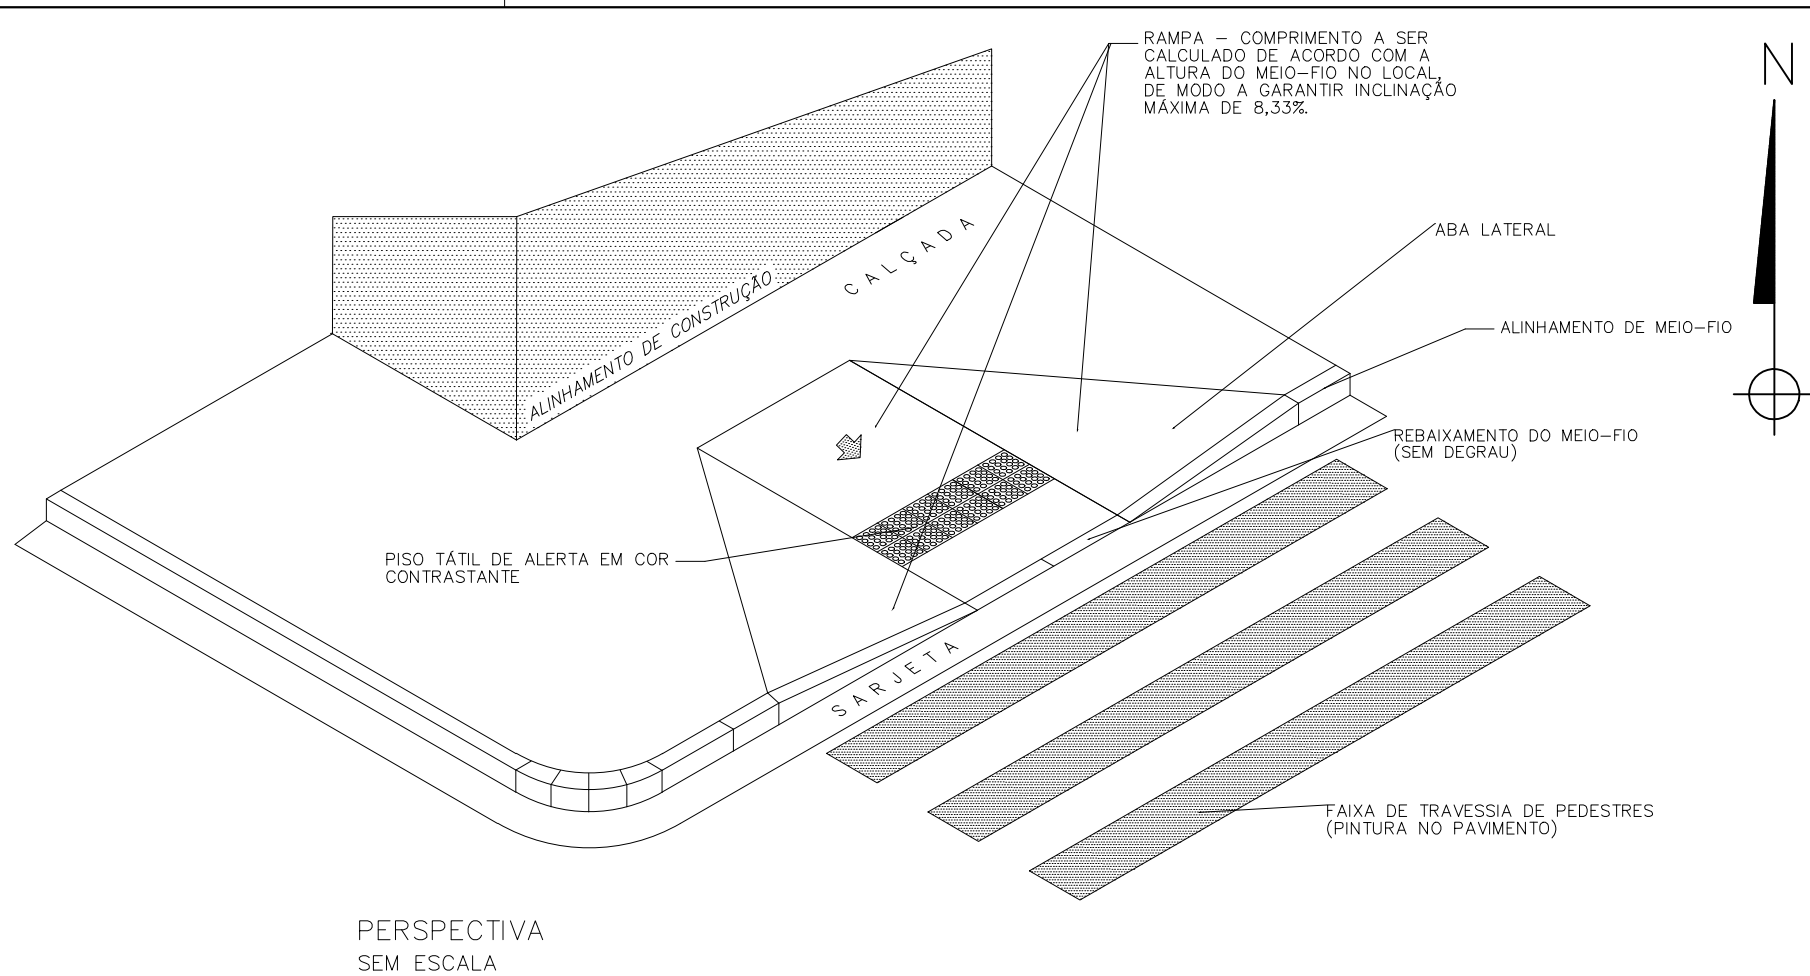 RAMPA – COMPRIMENTO A SER
CALCULADO DE ACORDO COM A
ALTURA DO MEIO–FIO NO LOCAL,
DE MODO A GARANTIR INCLINAÇÃO
MÁXIMA DE 8,33%.
N
ABA LATERAL
CALÇADA
ALINHAMENTO DE CONSTRUÇÃO
ALINHAMENTO DE MEIO–FIO
REBAIXAMENTO DO MEIO–FIO
(SEM DEGRAU)
PISO TÁTIL DE ALERTA EM COR
CONTRASTANTE
SARJETA
FAIXA DE TRAVESSIA DE PEDESTRES
(PINTURA NO PAVIMENTO)
PERSPECTIVA
SEM ESCALA